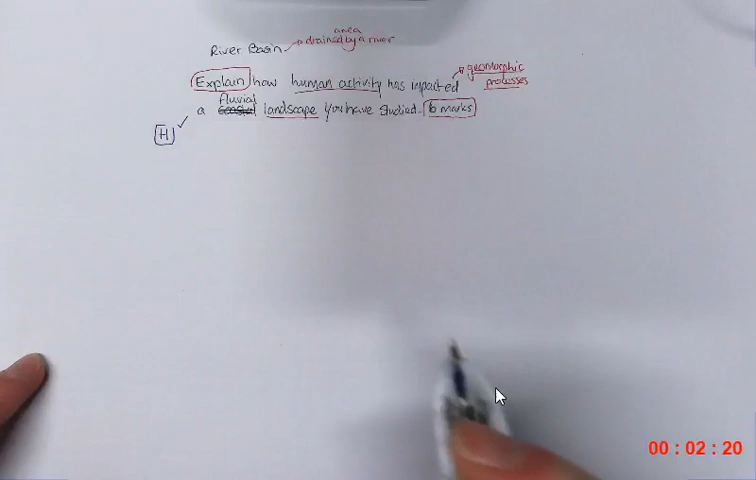 area
drained by a river
River Basin
geomorphic
Explain how human activity has impacted processes
fluvial
a coastal landscape you have studied. 6 marks
H
00:02:20